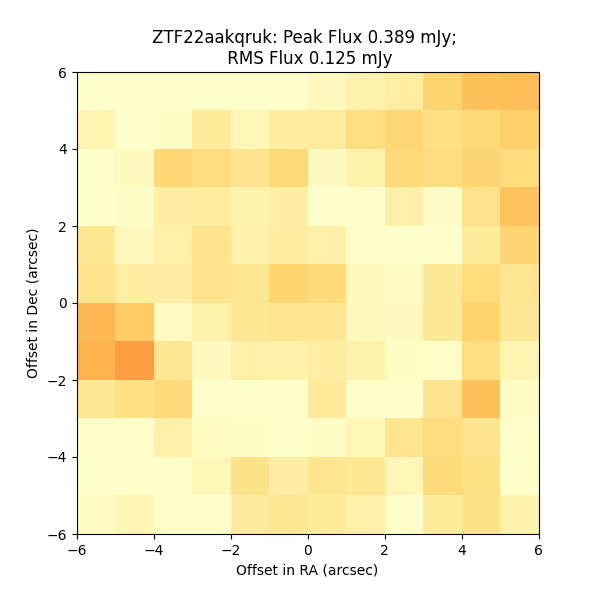 ZTF22aakqruk: Peak Flux 0.389 mJy;
RMS Flux 0.125 mJy
6
4
2
0
−2
−4
−6
Offset in Dec (arcsec)
−6 −4 −2 0 2 4 6
Offset in RA (arcsec)